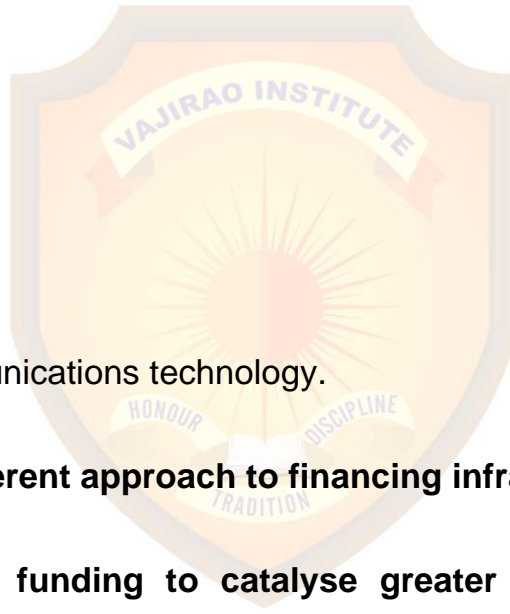 VAJIRAO INSTITUTE
unications technology.
HONOUR
DISCIPLINE
erent approach to financing infra
TRADITION
funding to catalyse greater